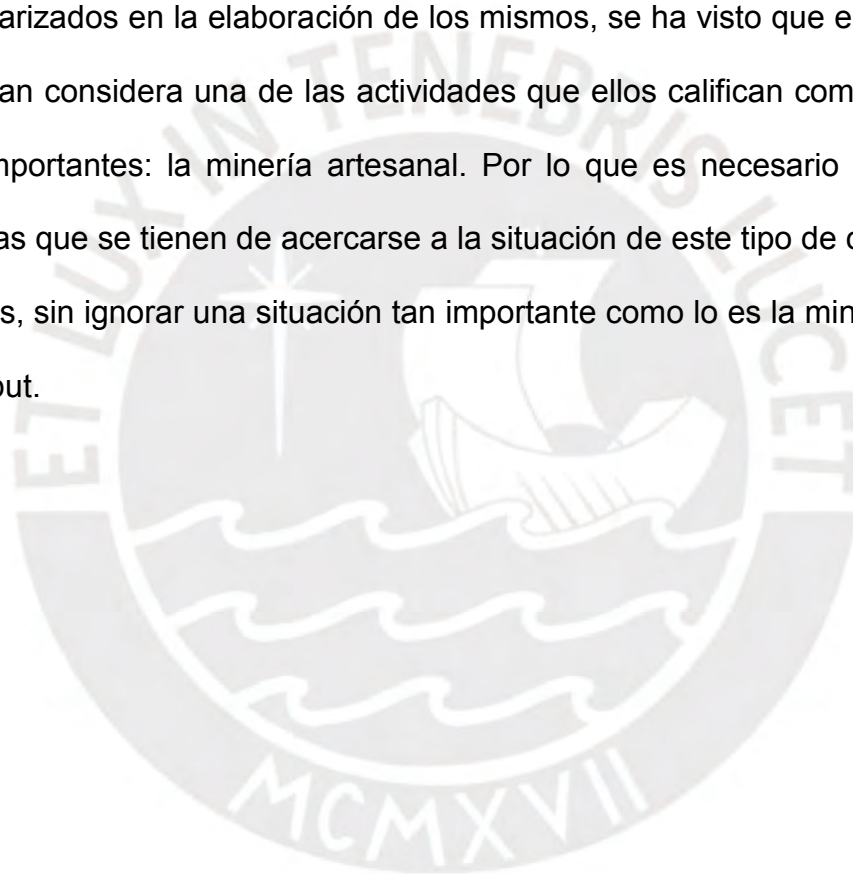 arizados en la elaboración de los mismos, se ha visto que e
an considera una de las actividades que ellos califican com
mportantes: la minería artesanal. Por lo que es necesario
as que se tienen de acercarse a la situación de este tipo de
s, sin ignorar una situación tan importante como lo es la min
out.
ET LUX IN TENEBRIS LUCET
MCMXVII